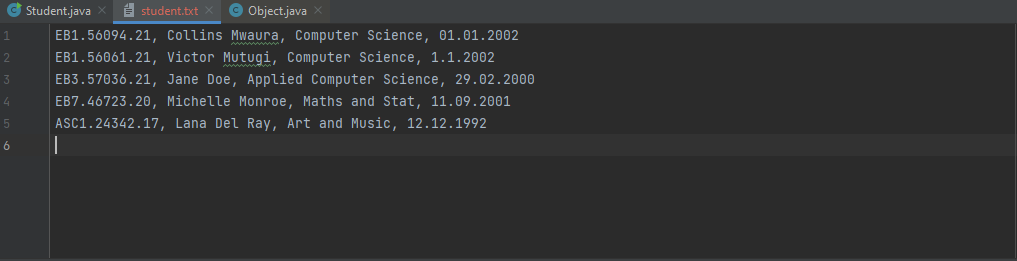 Student.java student.txt Object.java
1 EB1.56094.21, Collins Mwaura, Computer Science, 01.01.2002
2 EB1.56061.21, Victor Mutugi, Computer Science, 1.1.2002
3 EB3.57036.21, Jane Doe, Applied Computer Science, 29.02.2000
4 EB7.46723.20, Michelle Monroe, Maths and Stat, 11.09.2001
5 ASC1.24342.17, Lana Del Ray, Art and Music, 12.12.1992
6